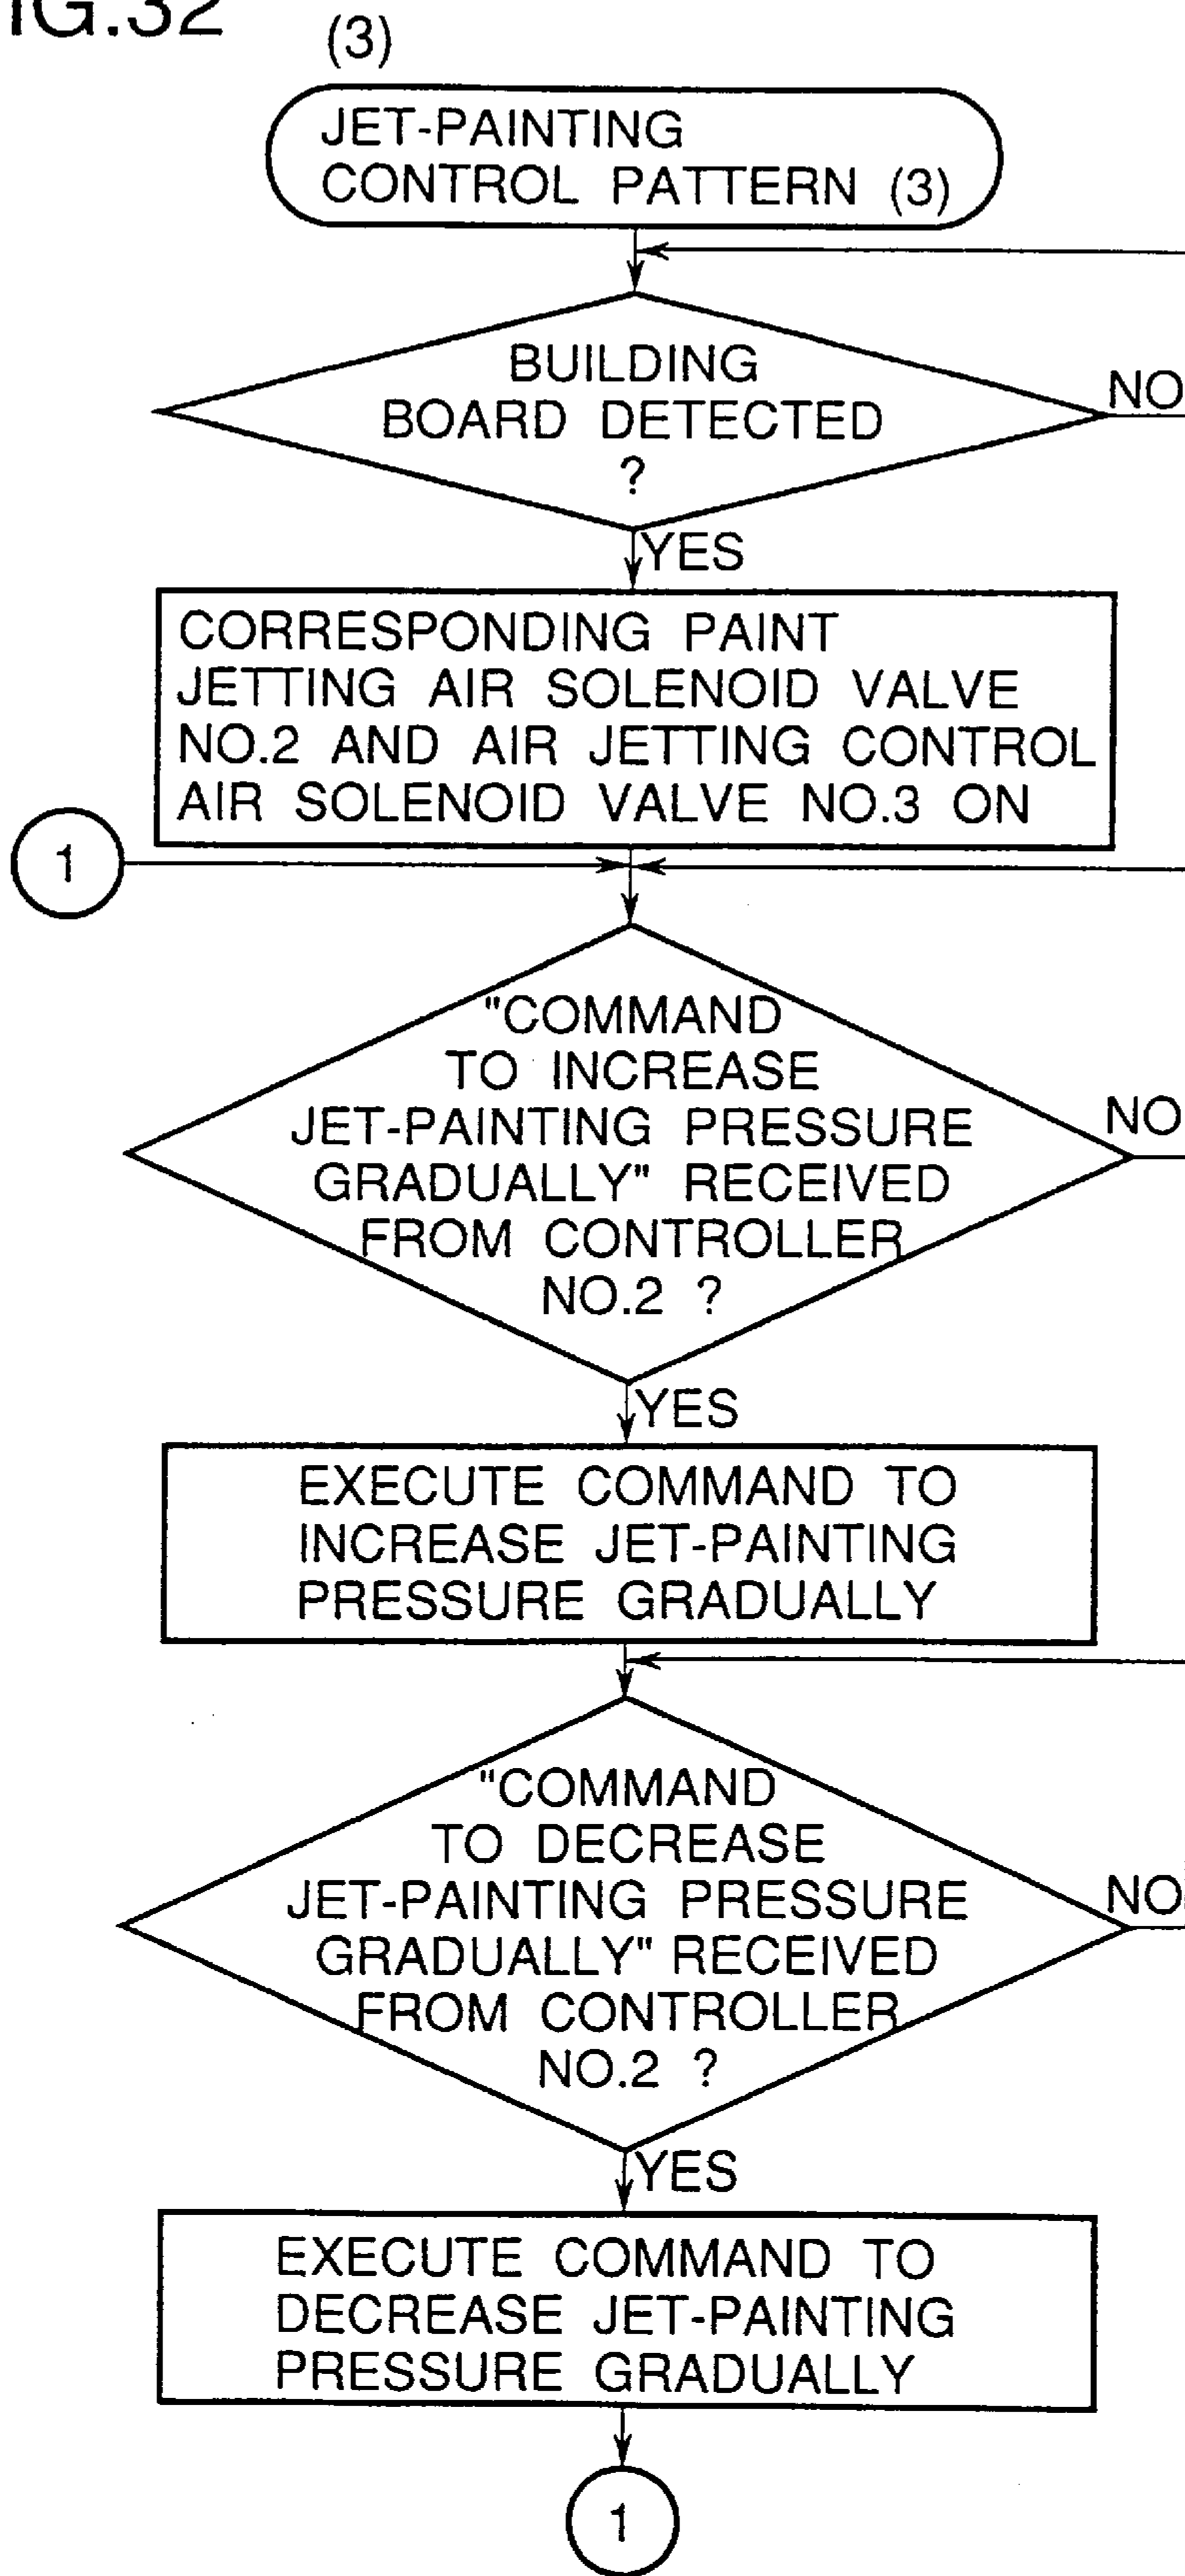 IG.32
(3)
JET-PAINTING
CONTROL PATTERN (3)
BUILDING
BOARD DETECTED
?
NO
YES
CORRESPONDING PAINT
JETTING AIR SOLENOID VALVE
NO.2 AND AIR JETTING CONTROL
AIR SOLENOID VALVE NO.3 ON
1
"COMMAND
TO INCREASE
JET-PAINTING PRESSURE
GRADUALLY" RECEIVED
FROM CONTROLLER
NO.2 ?
NO
YES
EXECUTE COMMAND TO
INCREASE JET-PAINTING
PRESSURE GRADUALLY
"COMMAND
TO DECREASE
JET-PAINTING PRESSURE
GRADUALLY" RECEIVED
FROM CONTROLLER
NO.2 ?
NO
YES
EXECUTE COMMAND TO
DECREASE JET-PAINTING
PRESSURE GRADUALLY
1